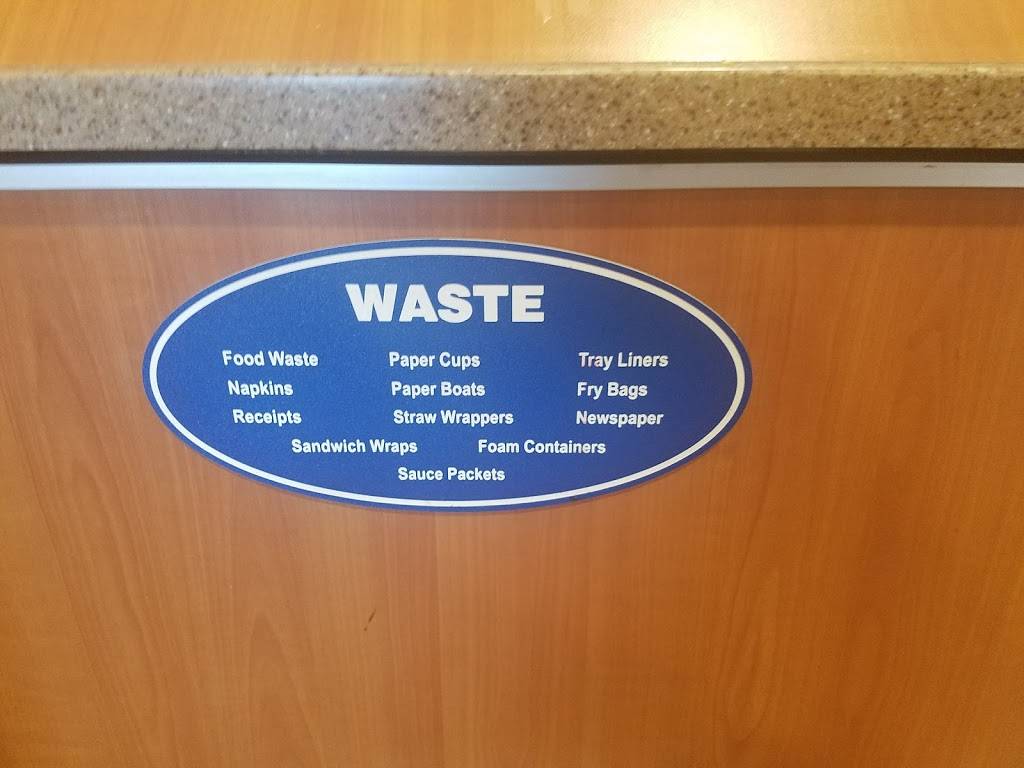 WASTE
Food Waste Paper Cups Tray Liners
Napkins Paper Boats Fry Bags
Receipts Straw Wrappers Newspaper
Sandwich Wraps Foam Containers
Sauce Packets